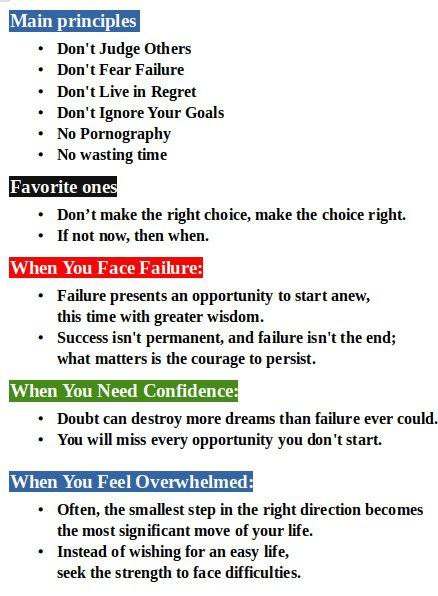 Main principles
• Don't Judge Others
• Don't Fear Failure
• Don't Live in Regret
• Don't Ignore Your Goals
• No Pornography
• No wasting time
Favorite ones
• Don’t make the right choice, make the choice right.
• If not now, then when.
When You Face Failure:
• Failure presents an opportunity to start anew,
this time with greater wisdom.
• Success isn't permanent, and failure isn't the end;
what matters is the courage to persist.
When You Need Confidence:
• Doubt can destroy more dreams than failure ever could.
• You will miss every opportunity you don't start.
When You Feel Overwhelmed:
• Often, the smallest step in the right direction becomes
the most significant move of your life.
• Instead of wishing for an easy life,
seek the strength to face difficulties.